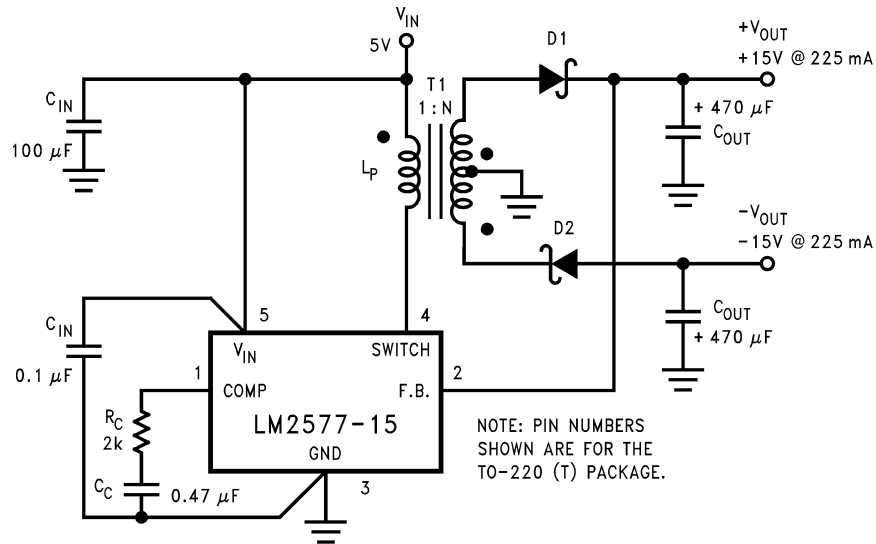 V_IN
5V
T1
1 : N
L_P
D1
+V_OUT
+15V @ 225 mA
+ 470 µF
C_OUT
C_IN
100 µF
D2
-V_OUT
-15V @ 225 mA
C_OUT
+ 470 µF
C_IN
0.1 µF
5
4
V_IN
SWITCH
1
2
COMP
F.B.
LM2577-15
GND
3
R_C
2k
C_C
0.47 µF
NOTE: PIN NUMBERS
SHOWN ARE FOR THE
TO-220 (T) PACKAGE.